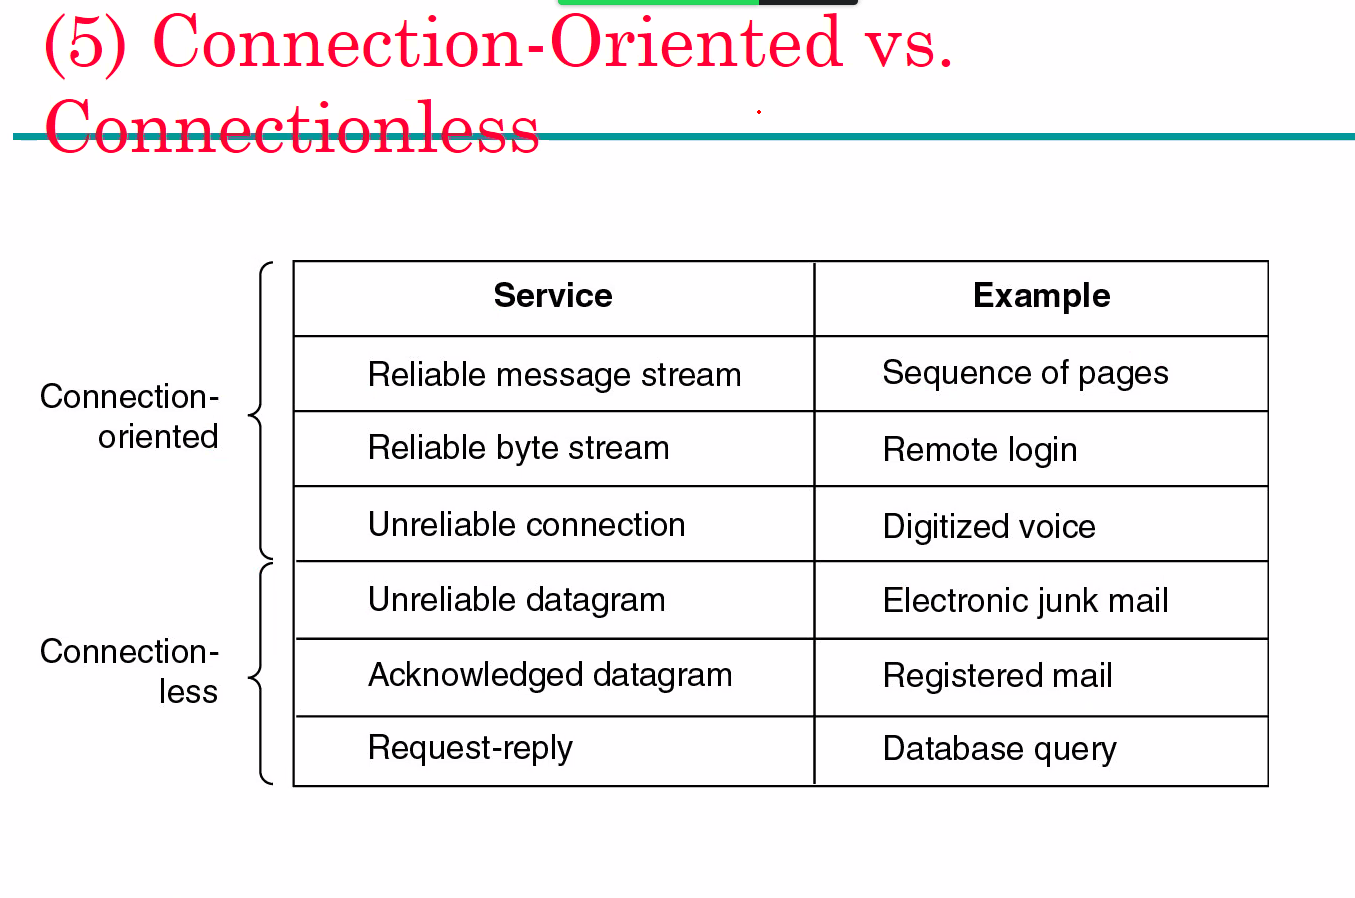 (5) Connection-Oriented vs.
Connectionless
Service Example
Connection-
oriented
Reliable message stream Sequence of pages
Reliable byte stream Remote login
Unreliable connection Digitized voice
Connection-
less
Unreliable datagram Electronic junk mail
Acknowledged datagram Registered mail
Request-reply Database query